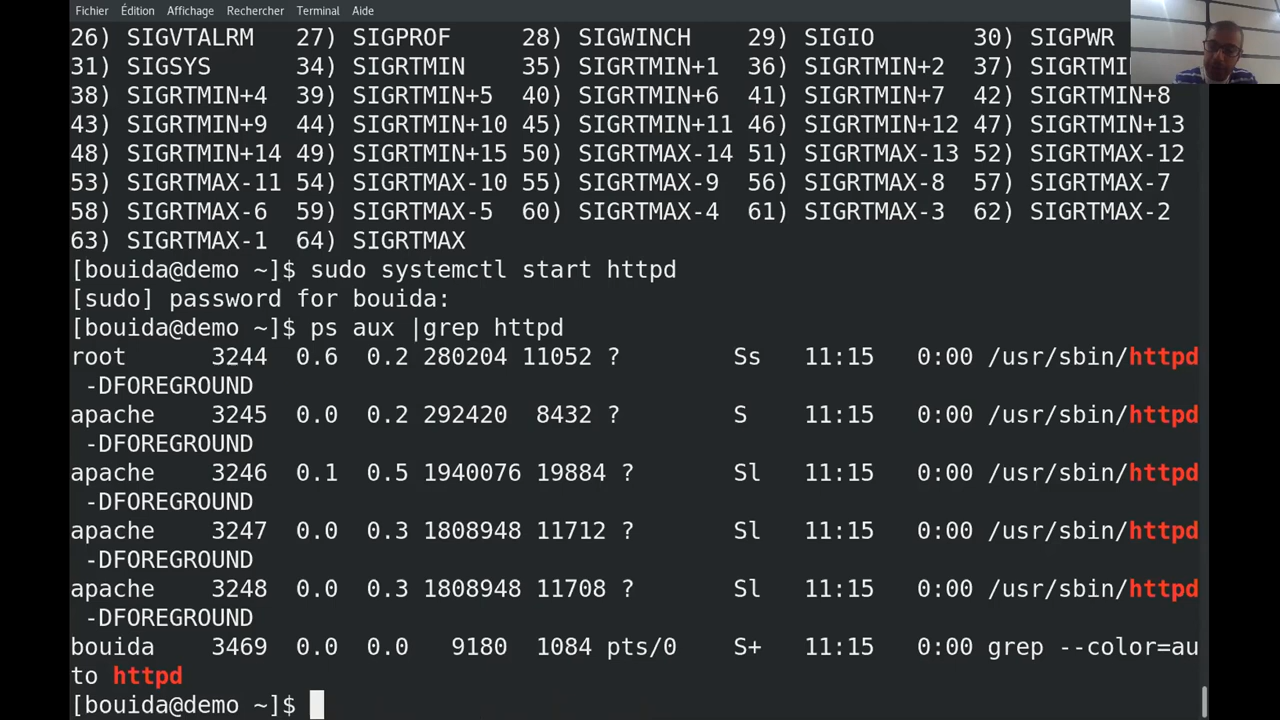 Fichier Édition Affichage Rechercher Terminal Aide
26) SIGVTALRM 27) SIGPROF 28) SIGWINCH 29) SIGIO 30) SIGPWR
31) SIGSYS 34) SIGRTMIN 35) SIGRTMIN+1 36) SIGRTMIN+2 37)
38) SIGRTMIN+4 39) SIGRTMIN+5 40) SIGRTMIN+6 41) SIGRTMIN+7 42) SIGRTMIN+8
43) SIGRTMIN+9 44) SIGRTMIN+10 45) SIGRTMIN+11 46) SIGRTMIN+12 47) SIGRTMIN+13
48) SIGRTMIN+14 49) SIGRTMIN+15 50) SIGRTMAX-14 51) SIGRTMAX-13 52) SIGRTMAX-12
53) SIGRTMAX-11 54) SIGRTMAX-10 55) SIGRTMAX-9 56) SIGRTMAX-8 57) SIGRTMAX-7
58) SIGRTMAX-6 59) SIGRTMAX-5 60) SIGRTMAX-4 61) SIGRTMAX-3 62) SIGRTMAX-2
63) SIGRTMAX-1 64) SIGRTMAX
[bouida@demo ~]$ sudo systemctl start httpd
[sudo] password for bouida:
[bouida@demo ~]$ ps aux |grep httpd
root 3244 0.6 0.2 280204 11052 ? Ss 11:15 0:00 /usr/sbin/httpd
-DFOREGROUND
apache 3245 0.0 0.2 292420 8432 ? S 11:15 0:00 /usr/sbin/httpd
-DFOREGROUND
apache 3246 0.1 0.5 1940076 19884 ? Sl 11:15 0:00 /usr/sbin/httpd
-DFOREGROUND
apache 3247 0.0 0.3 1808948 11712 ? Sl 11:15 0:00 /usr/sbin/httpd
-DFOREGROUND
apache 3248 0.0 0.3 1808948 11708 ? Sl 11:15 0:00 /usr/sbin/httpd
-DFOREGROUND
bouida 3469 0.0 0.0 9180 1084 pts/0 S+ 11:15 0:00 grep --color=au
to httpd
[bouida@demo ~]$